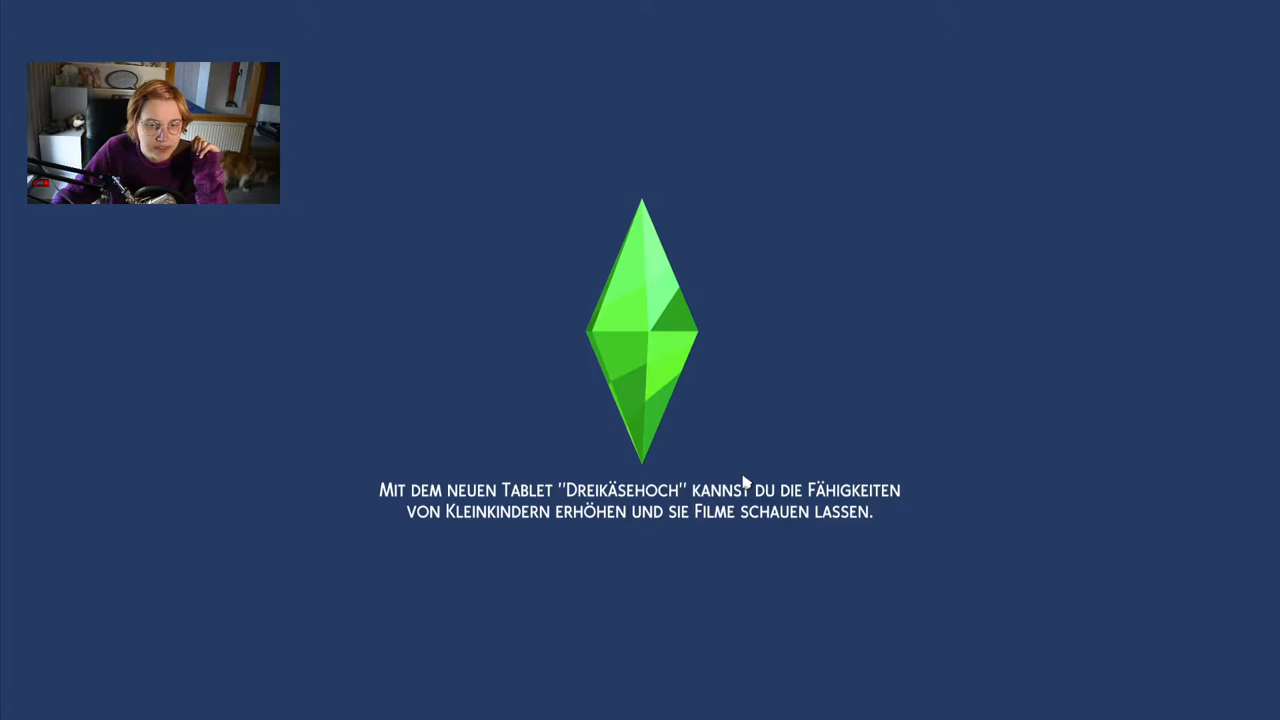 Mit dem neuen Tablet "Dreikäsehoch" kannst du die Fähigkeiten
von Kleinkindern erhöhen und sie Filme schauen lassen.